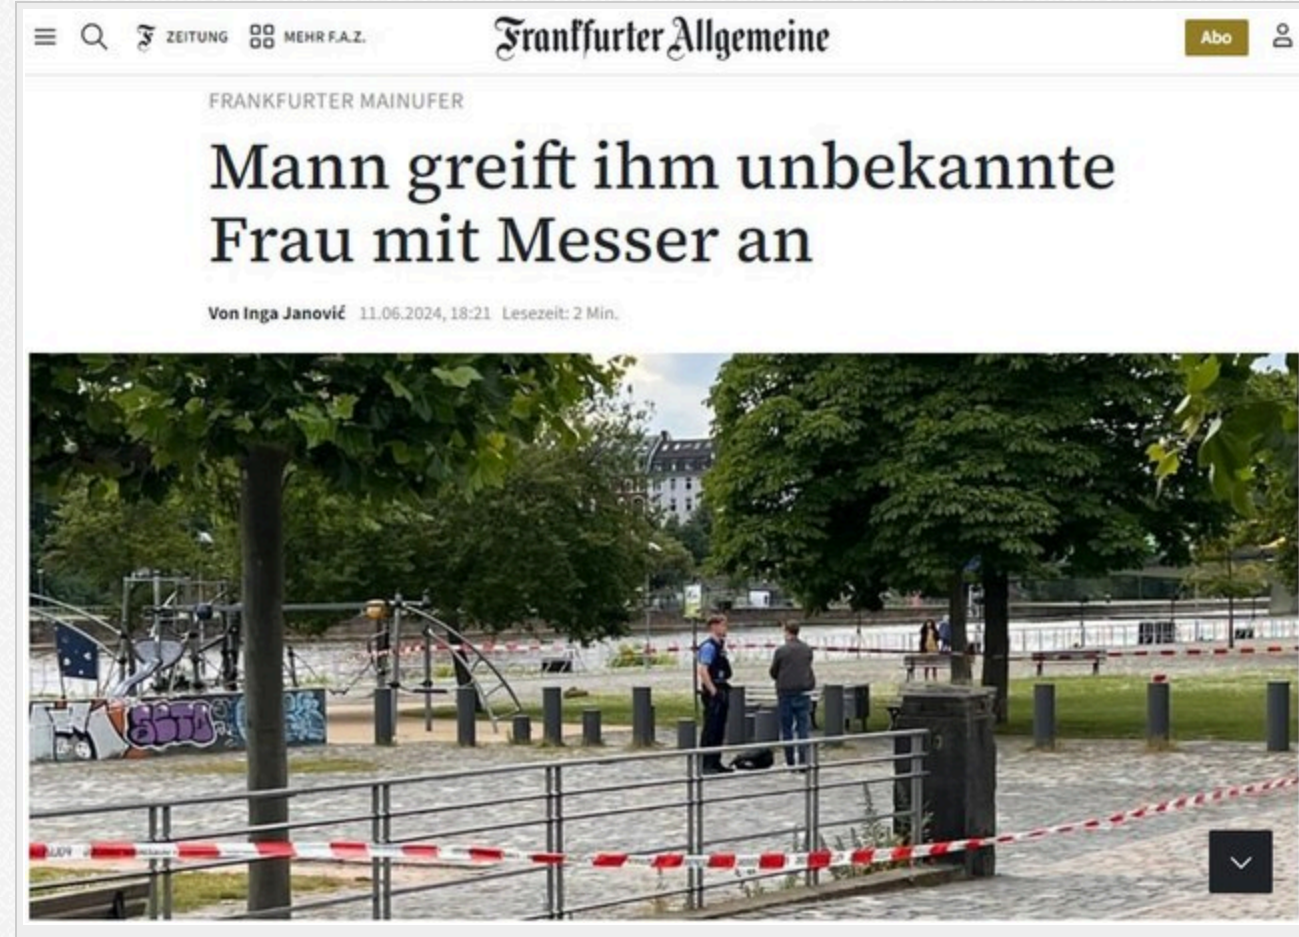 ZEITUNG
MEHR F.A.Z.
Frankfurter Allgemeine
Abo
FRANKFURTER MAINUFER
Mann greift ihm unbekannte
Frau mit Messer an
Von Inga Janović 11.06.2024, 18:21 Lesezeit: 2 Min.